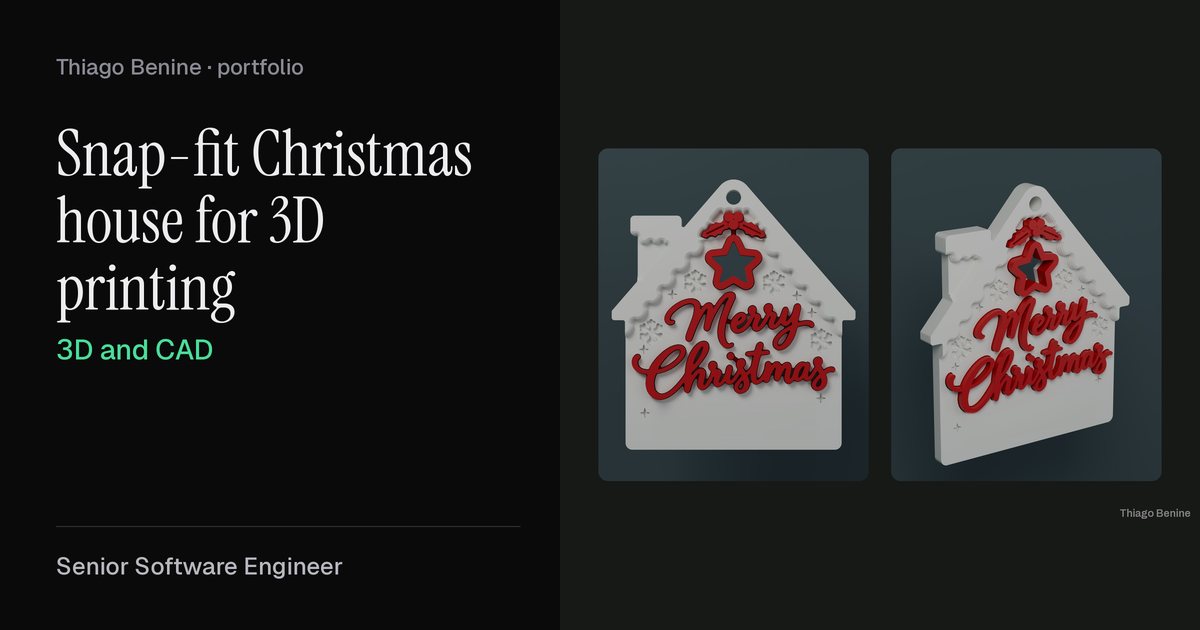 Thiago Benine · portfolio
Snap-fit Christmas
house for 3D
printing
3D and CAD
Senior Software Engineer
Merry
Christmas
Merry
Christmas
Thiago Benine